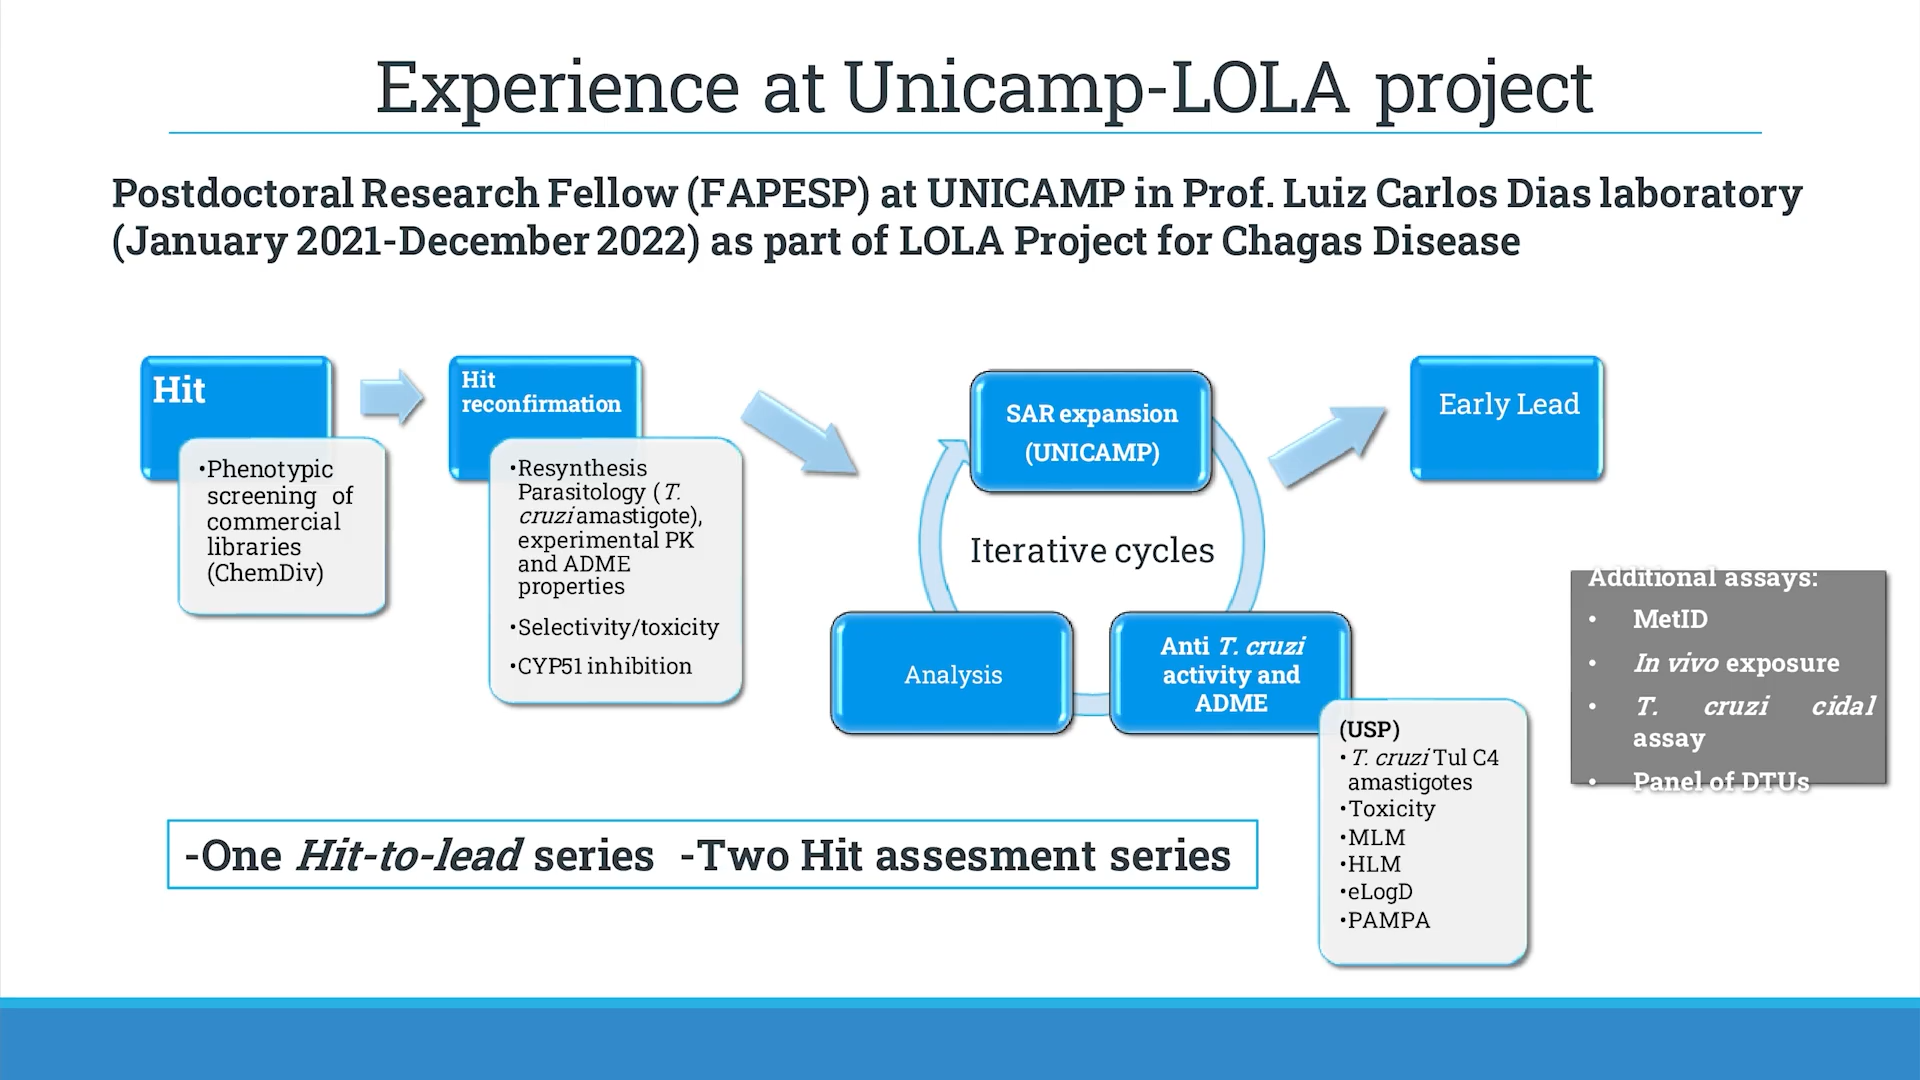 Experience at Unicamp-LOLA project
Postdoctoral Research Fellow (FAPESP) at UNICAMP in Prof. Luiz Carlos Dias laboratory
(January 2021-December 2022) as part of LOLA Project for Chagas Disease
Hit
•Phenotypic
screening of
commercial
libraries
(ChemDiv)
Hit
reconfirmation
•Resynthesis
Parasitology (T.
cruzi amastigote),
experimental PK
and ADME
properties
•Selectivity/toxicity
•CYP51 inhibition
SAR expansion
(UNICAMP)
Iterative cycles
Analysis
Anti T. cruzi
activity and
ADME
(USP)
•T. cruzi Tul C4
amastigotes
•Toxicity
•MLM
•HLM
•eLogD
•PAMPA
Early Lead
Additional assays:
• MetID
• In vivo exposure
• T. cruzi cidal
assay
• Panel of DTUs
-One Hit-to-lead series -Two Hit assesment series